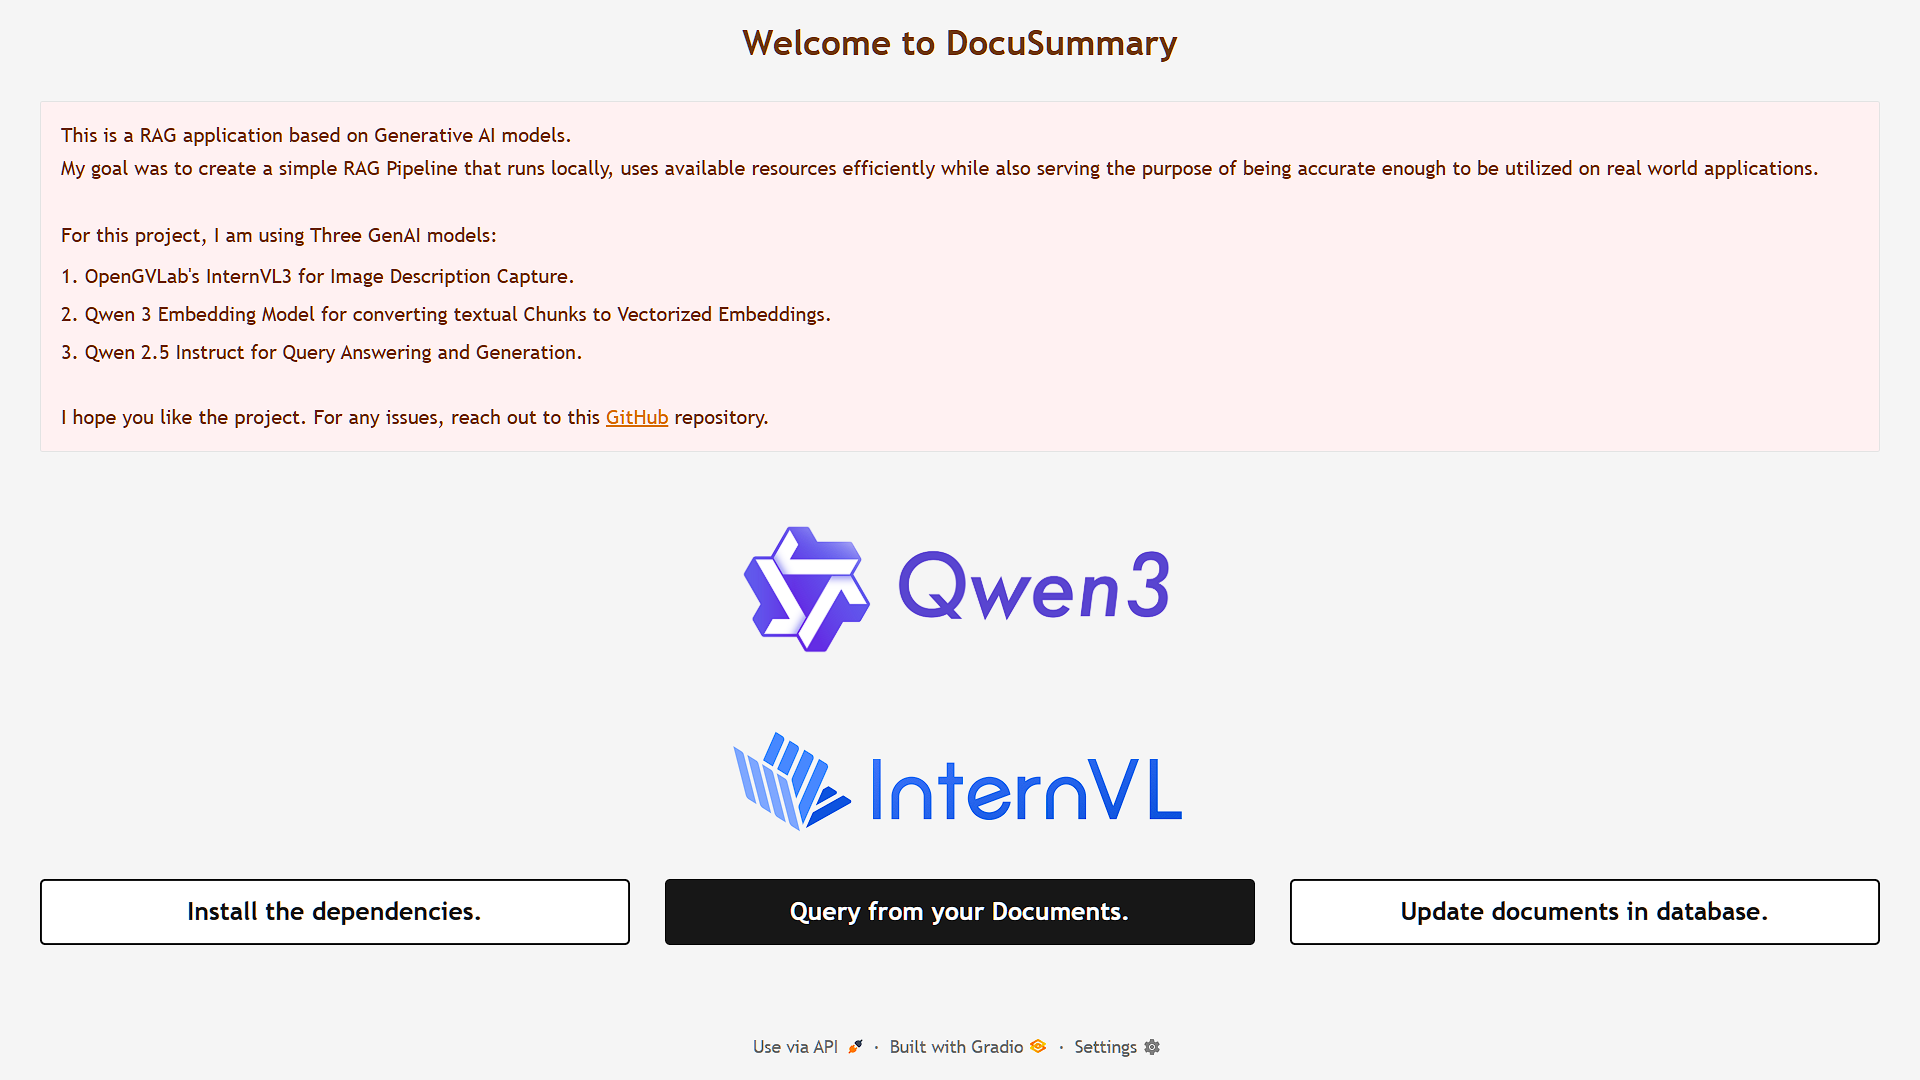 Welcome to DocuSummary
This is a RAG application based on Generative AI models.
My goal was to create a simple RAG Pipeline that runs locally, uses available resources efficiently while also serving the purpose of being accurate enough to be utilized on real world applications.
For this project, I am using Three GenAI models:
1. OpenGVLab's InternVL3 for Image Description Capture.
2. Qwen 3 Embedding Model for converting textual Chunks to Vectorized Embeddings.
3. Qwen 2.5 Instruct for Query Answering and Generation.
I hope you like the project. For any issues, reach out to this GitHub repository.
Qwen3
InternVL
Install the dependencies.
Query from your Documents.
Update documents in database.
Use via API · Built with Gradio · Settings